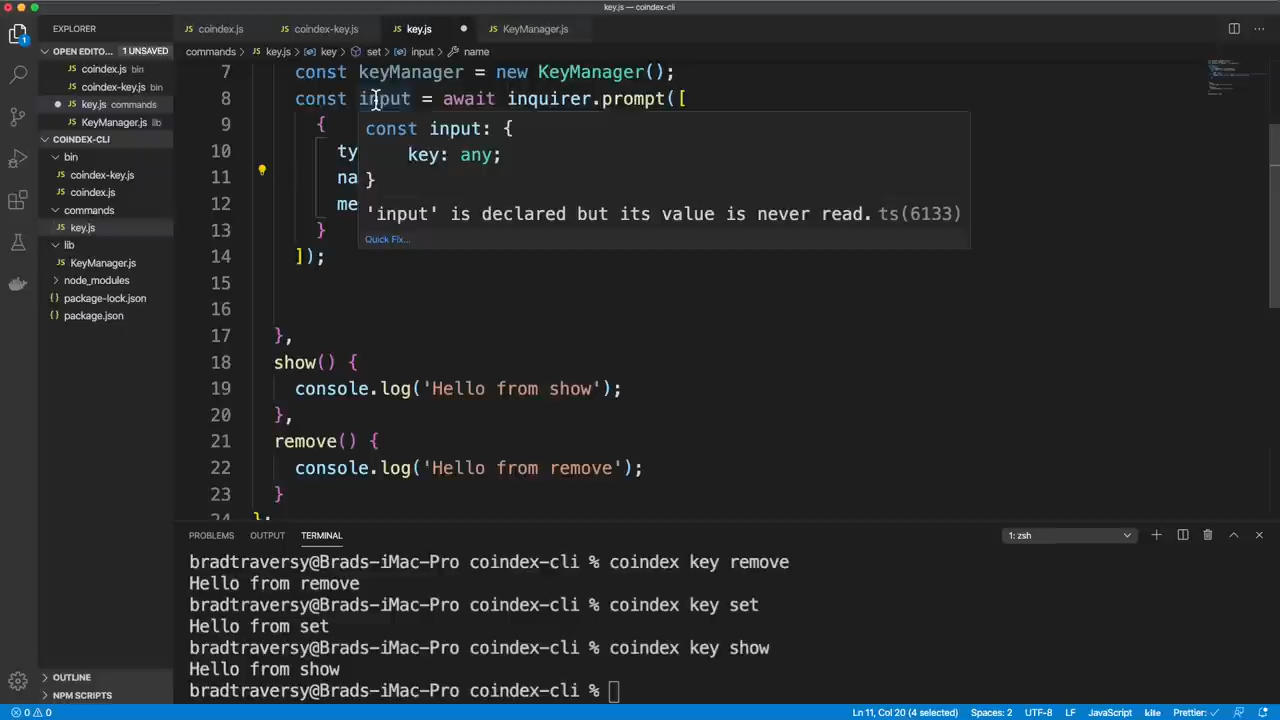 key.js — coindex-cli
EXPLORER
coindex.js
coindex-key.js
key.js
KeyManager.js
OPEN EDITO... 1 UNSAVED
commands > key.js > key > set > input > name
coindex.js bin
coindex-key.js bin
key.js commands
KeyManager.js lib
COINDEX-CLI
bin
coindex-key.js
coindex.js
commands
key.js
lib
KeyManager.js
node_modules
package-lock.json
package.json
OUTLINE
NPM SCRIPTS
7 const keyManager = new KeyManager();
8 const input = await inquirer.prompt([
9 {
10 ty
11 na
12 me
13 }
14 ]);
15
16
17 },
18 show() {
19 console.log('Hello from show');
20 },
21 remove() {
22 console.log('Hello from remove');
23 }
24 };
const input: {
key: any;
}
'input' is declared but its value is never read. ts(6133)
Quick Fix...
PROBLEMS OUTPUT TERMINAL
1: zsh
bradtraversy@Brads-iMac-Pro coindex-cli % coindex key remove
Hello from remove
bradtraversy@Brads-iMac-Pro coindex-cli % coindex key set
Hello from set
bradtraversy@Brads-iMac-Pro coindex-cli % coindex key show
Hello from show
bradtraversy@Brads-iMac-Pro coindex-cli %
1
0 0 Ln 11, Col 20 (4 selected) Spaces: 2 UTF-8 LF JavaScript kite Prettier: ✓